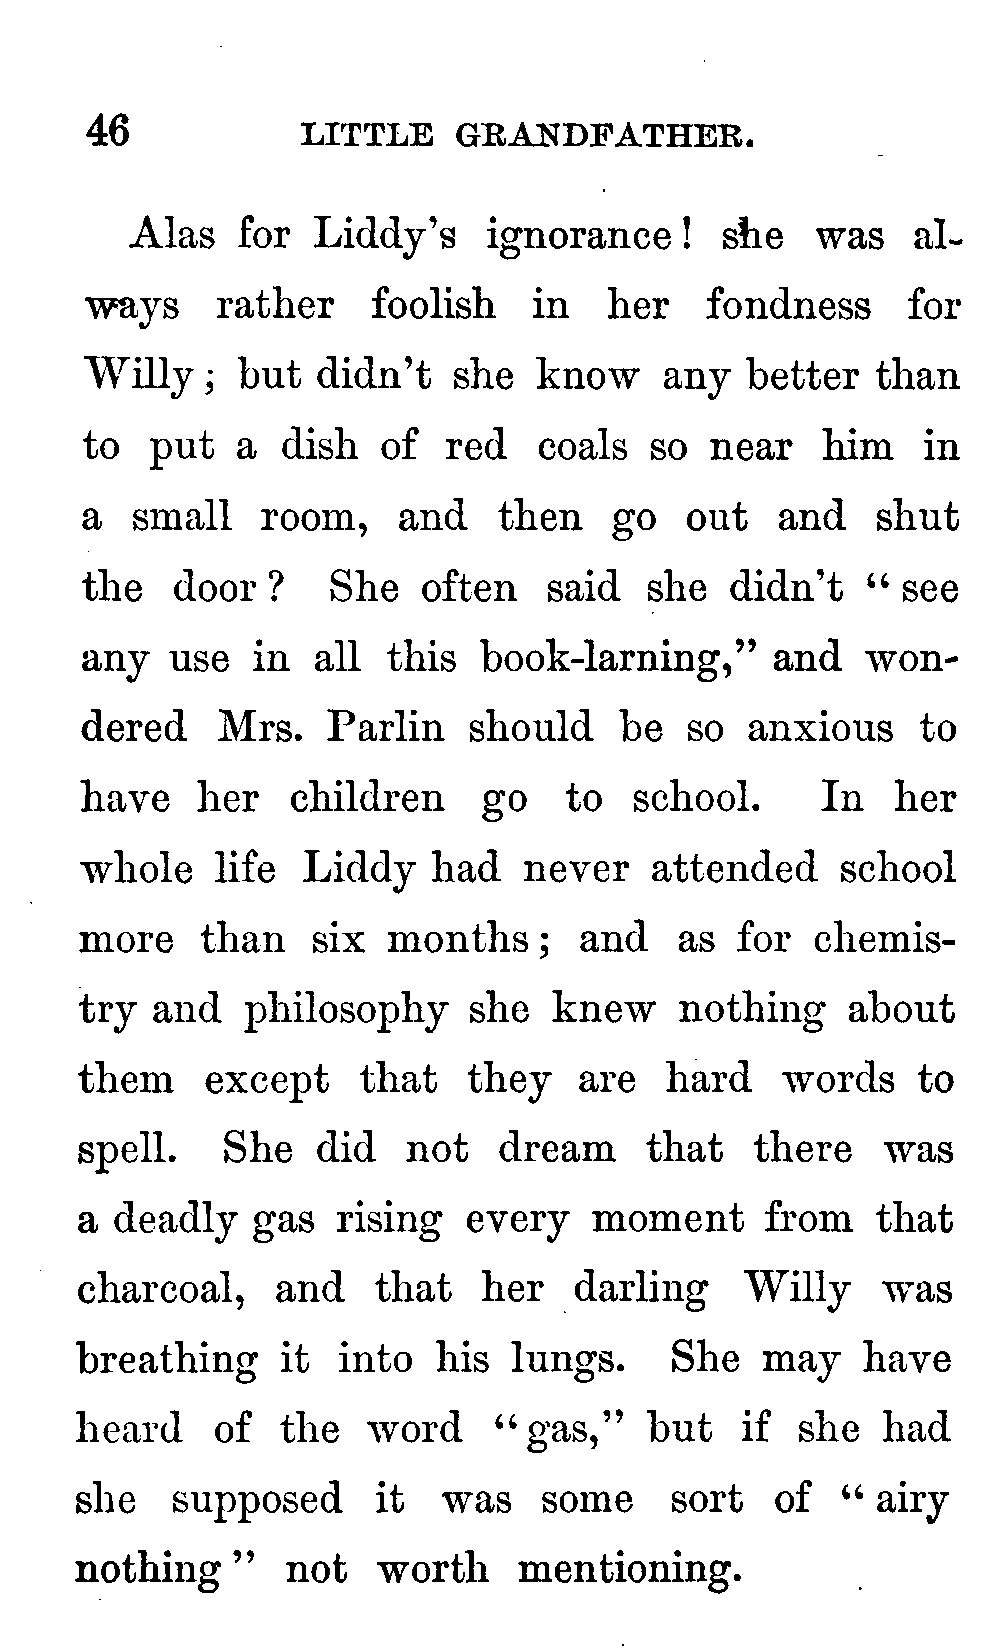 46 LITTLE GRANDFATHER.
Alas for Liddy's ignorance! she was al-
ways rather foolish in her fondness for
Willy; but didn't she know any better than
to put a dish of red coals so near him in
a small room, and then go out and shut
the door? She often said she didn't "see
any use in all this book-larning," and won-
dered Mrs. Parlin should be so anxious to
have her children go to school. In her
whole life Liddy had never attended school
more than six months; and as for chemis-
try and philosophy she knew nothing about
them except that they are hard words to
spell. She did not dream that there was
a deadly gas rising every moment from that
charcoal, and that her darling Willy was
breathing it into his lungs. She may have
heard of the word "gas," but if she had
she supposed it was some sort of "airy
nothing" not worth mentioning.